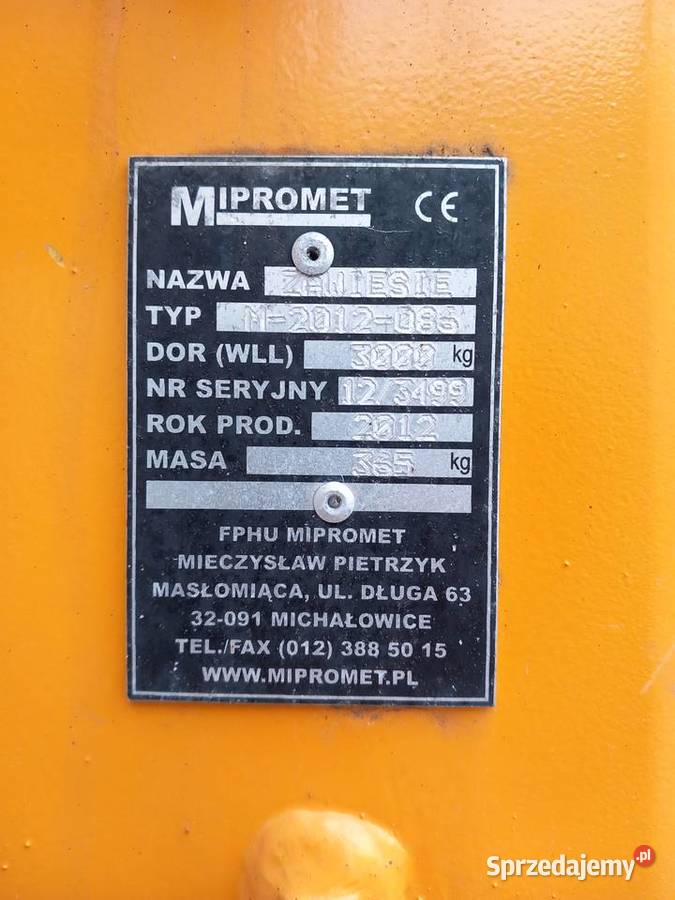 MIPROMET CE
NAZWA ZAWIESIE
TYP M-2012-086
DOR (WLL) 3000 kg
NR SERYJNY 12/3499
ROK PROD. 2012
MASA 365 kg
FPHU MIPROMET
MIECZYSŁAW PIETRZYK
MASŁOMIĄCA, UL. DŁUGA 63
32-091 MICHAŁOWICE
TEL./FAX (012) 388 50 15
WWW.MIPROMET.PL
Sprzedajemy.pl